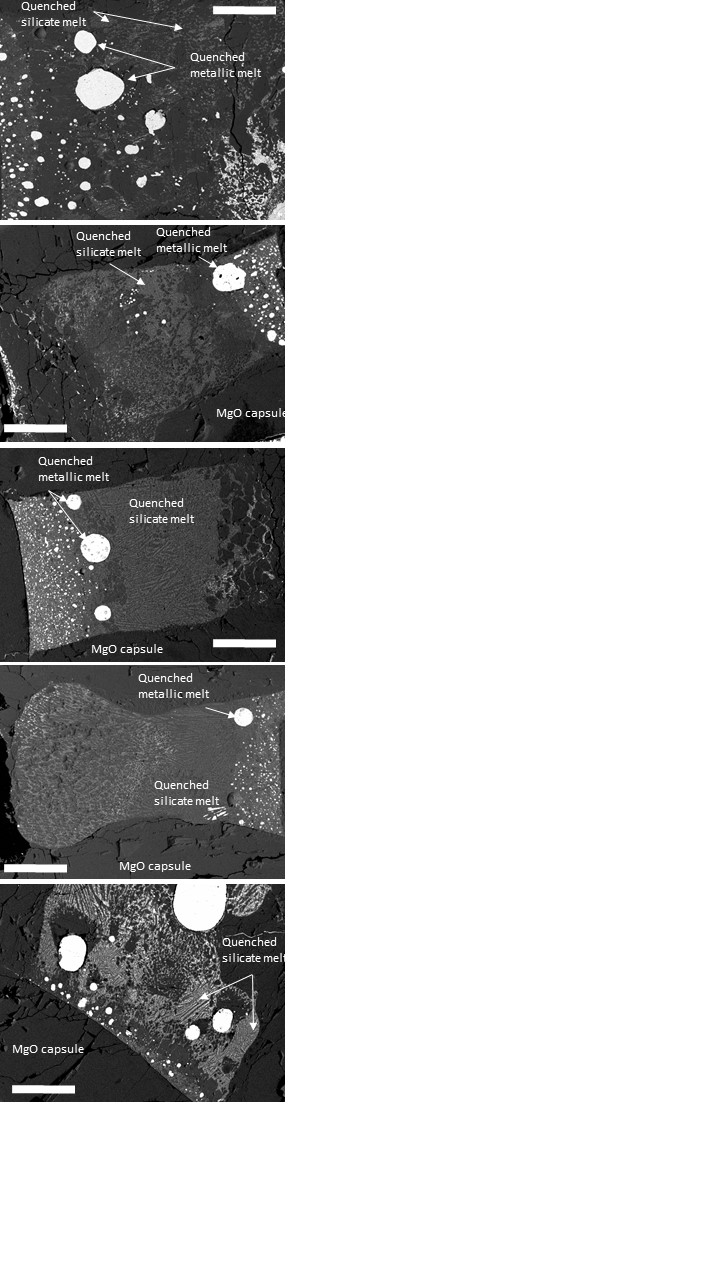 Quenched
silicate melt
Quenched
metallic melt
Quenched
silicate melt
Quenched
metallic melt
MgO capsule
Quenched
metallic melt
Quenched
silicate melt
MgO capsule
Quenched
metallic melt
Quenched
silicate melt
MgO capsule
Quenched
silicate melt
MgO capsule